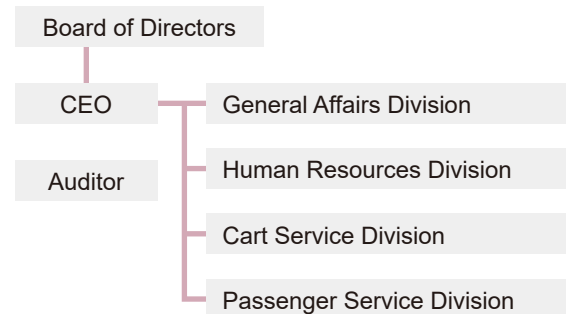 Board of Directors
CEO
General Affairs Division
Auditor
Human Resources Division
Cart Service Division
Passenger Service Division